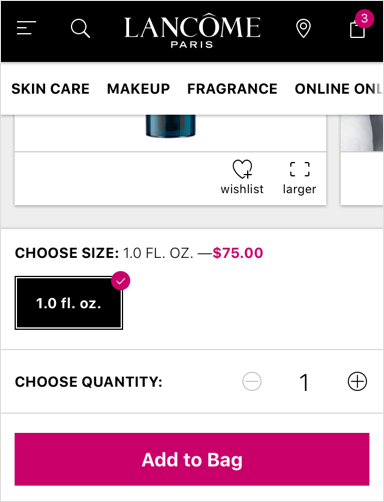 3
LANCÔME
PARIS
SKIN CARE MAKEUP FRAGRANCE ONLINE ONL
wishlist larger
CHOOSE SIZE: 1.0 FL. OZ. —$75.00
1.0 fl. oz.
CHOOSE QUANTITY: 1
Add to Bag